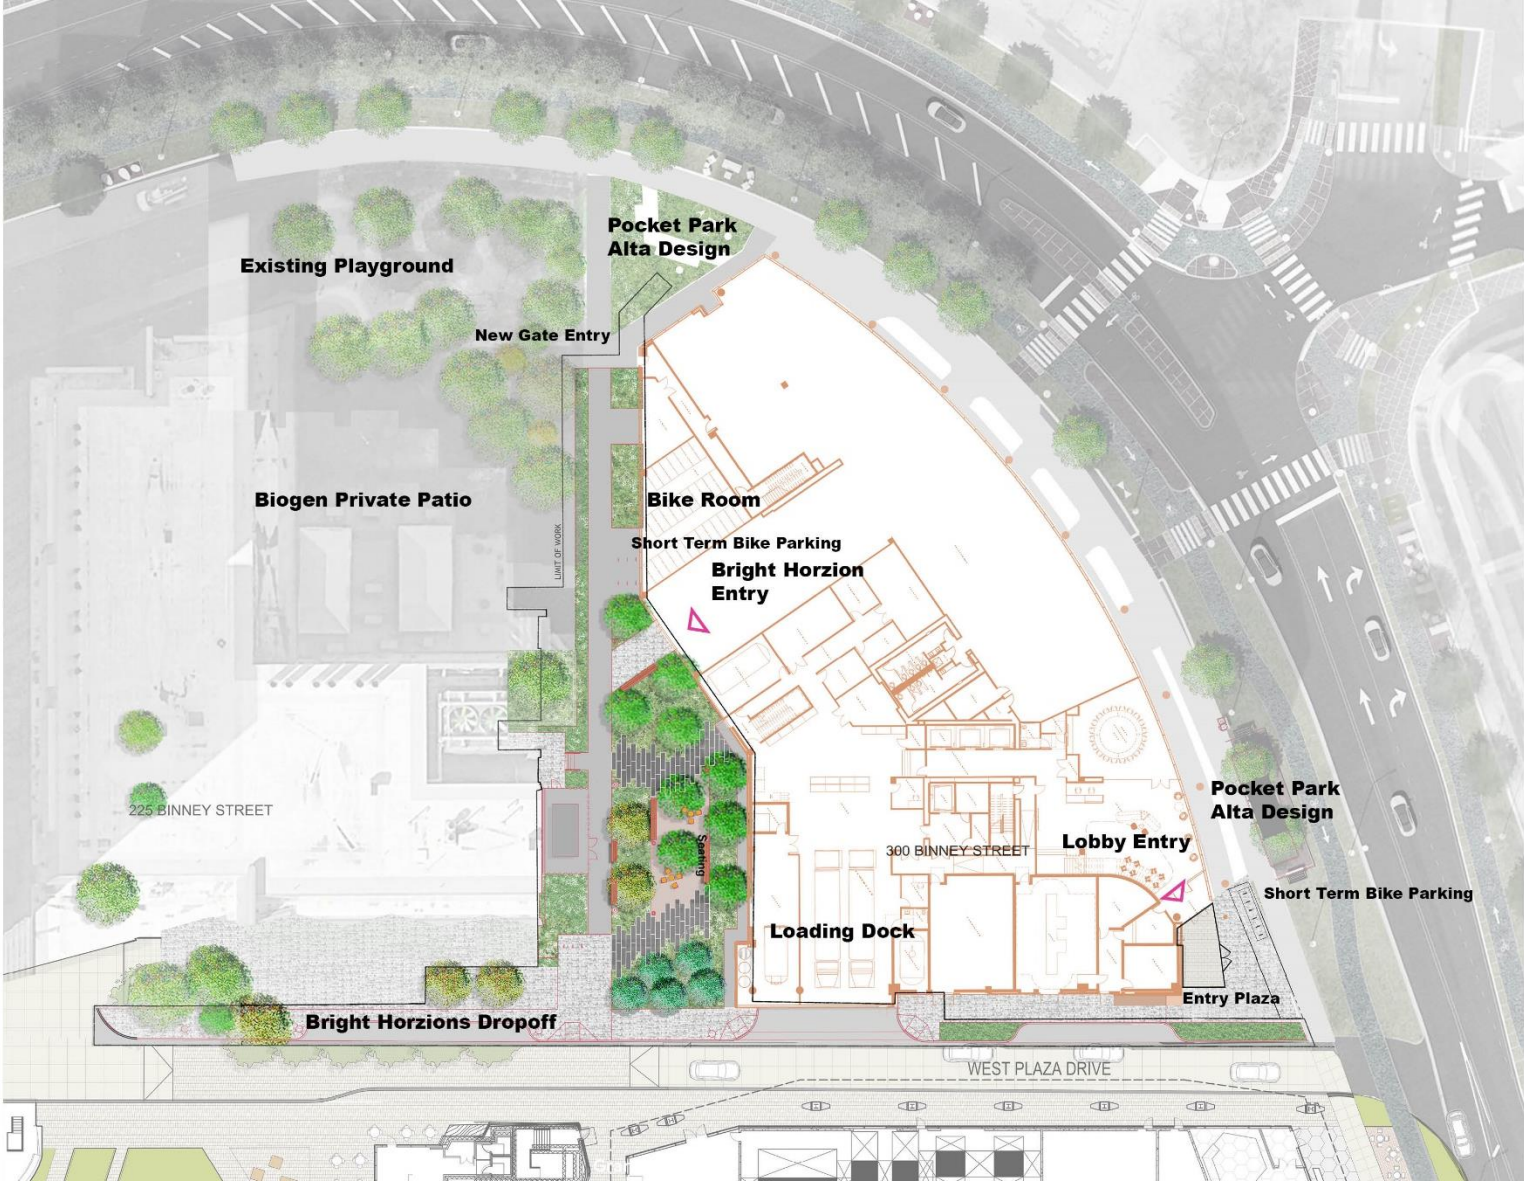 Pocket Park
Alta Design
Existing Playground
New Gate Entry
Biogen Private Patio
Bike Room
LIMIT OF WORK
Short Term Bike Parking
Bright Horzion
Entry
225 BINNEY STREET
Seating
300 BINNEY STREET
Lobby Entry
Pocket Park
Alta Design
Short Term Bike Parking
Loading Dock
Entry Plaza
Bright Horzions Dropoff
WEST PLAZA DRIVE